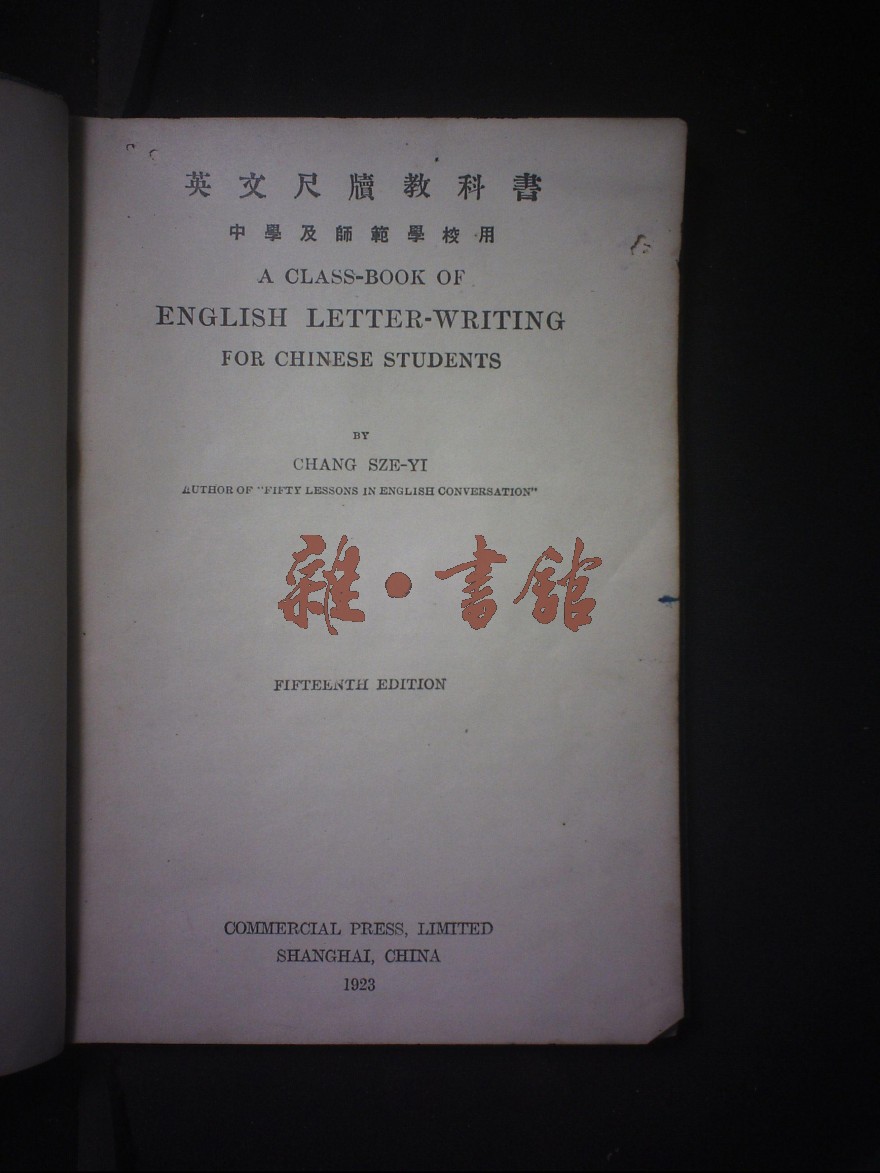 英文尺牘教科書
中學及師範學校用
A CLASS-BOOK OF
ENGLISH LETTER-WRITING
FOR CHINESE STUDENTS
BY
CHANG SZE-YI
AUTHOR OF "FIFTY LESSONS IN ENGLISH CONVERSATION"
雜·書館
FIFTEENTH EDITION
COMMERCIAL PRESS, LIMITED
SHANGHAI, CHINA
1923